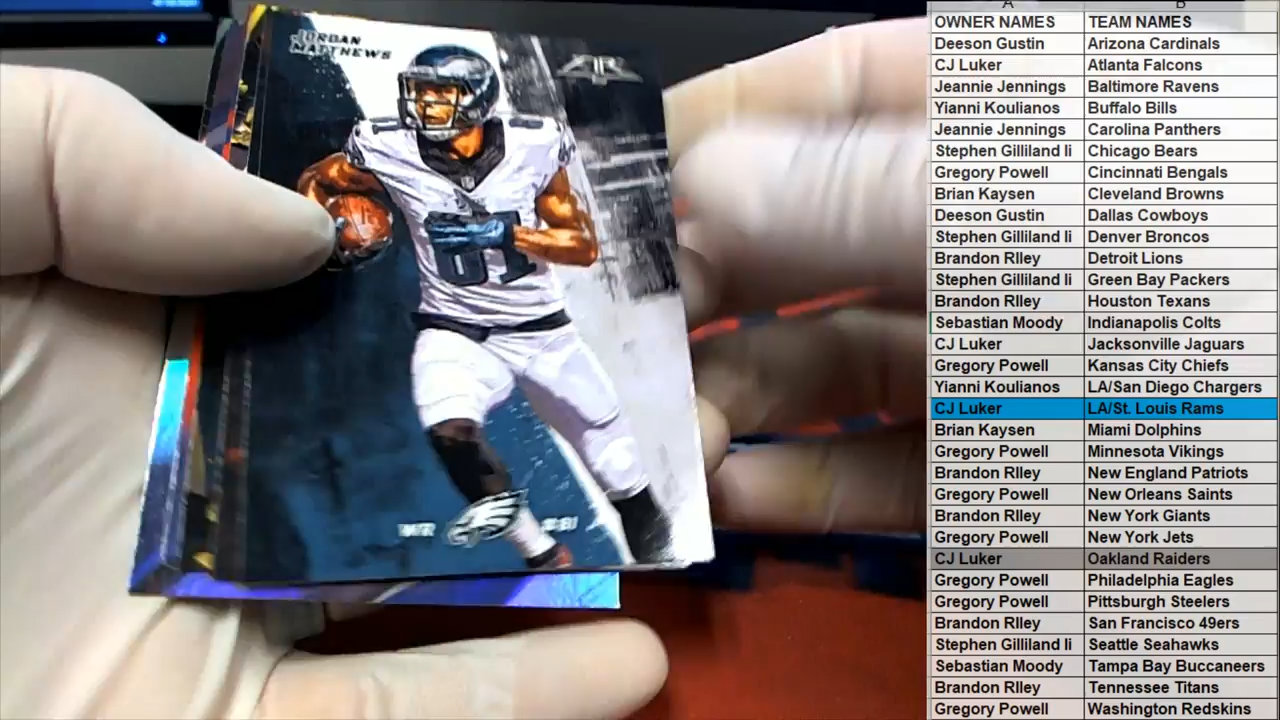 JORDAN
MATTHEWS
FIRE
81
WR
#81
A B
OWNER NAMES TEAM NAMES
Deeson Gustin Arizona Cardinals
CJ Luker Atlanta Falcons
Jeannie Jennings Baltimore Ravens
Yianni Koulianos Buffalo Bills
Jeannie Jennings Carolina Panthers
Stephen Gilliland Ii Chicago Bears
Gregory Powell Cincinnati Bengals
Brian Kaysen Cleveland Browns
Deeson Gustin Dallas Cowboys
Stephen Gilliland Ii Denver Broncos
Brandon RIley Detroit Lions
Stephen Gilliland Ii Green Bay Packers
Brandon RIley Houston Texans
Sebastian Moody Indianapolis Colts
CJ Luker Jacksonville Jaguars
Gregory Powell Kansas City Chiefs
Yianni Koulianos LA/San Diego Chargers
CJ Luker LA/St. Louis Rams
Brian Kaysen Miami Dolphins
Gregory Powell Minnesota Vikings
Brandon RIley New England Patriots
Gregory Powell New Orleans Saints
Brandon RIley New York Giants
Gregory Powell New York Jets
CJ Luker Oakland Raiders
Gregory Powell Philadelphia Eagles
Gregory Powell Pittsburgh Steelers
Brandon RIley San Francisco 49ers
Stephen Gilliland Ii Seattle Seahawks
Sebastian Moody Tampa Bay Buccaneers
Brandon RIley Tennessee Titans
Gregory Powell Washington Redskins